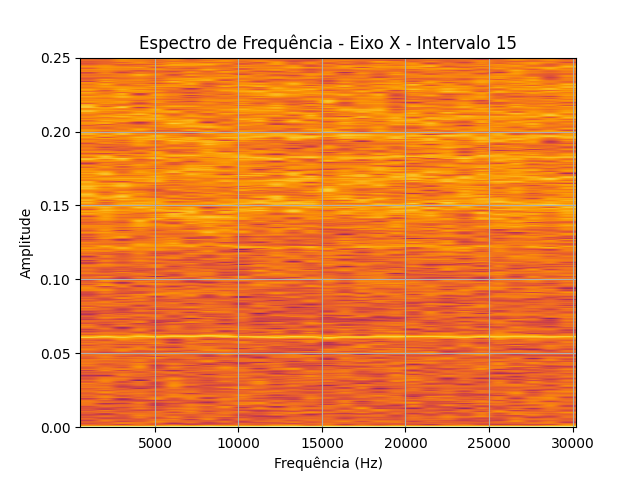 Espectro de Frequência - Eixo X - Intervalo 15
0.25
0.20
0.15
0.10
0.05
0.00
Amplitude
5000 10000 15000 20000 25000 30000
Frequência (Hz)